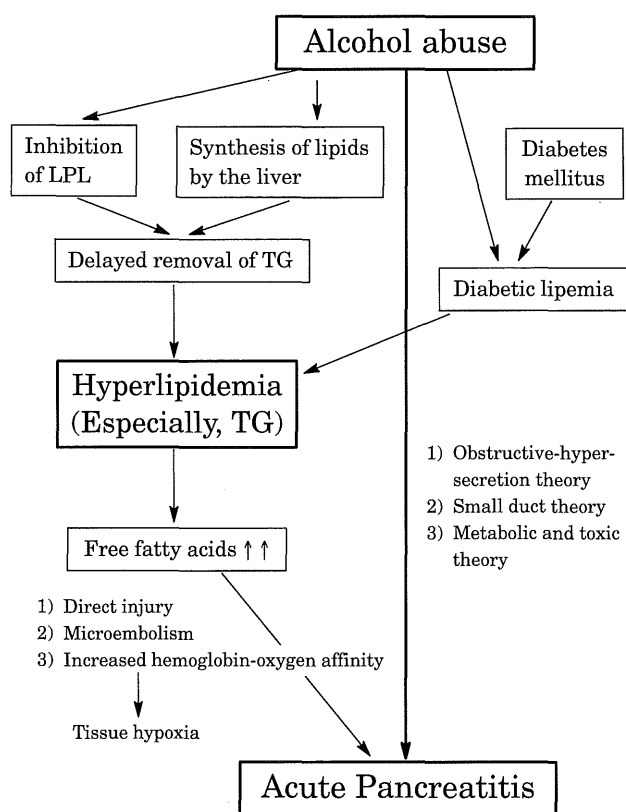 Alcohol abuse
Inhibition
of LPL
Synthesis of lipids
by the liver
Diabetes
mellitus
Delayed removal of TG
Diabetic lipemia
Hyperlipidemia
(Especially, TG)
1) Obstructive-hyper-
secretion theory
2) Small duct theory
3) Metabolic and toxic
theory
Free fatty acids ↑ ↑
1) Direct injury
2) Microembolism
3) Increased hemoglobin-oxygen affinity
Tissue hypoxia
Acute Pancreatitis